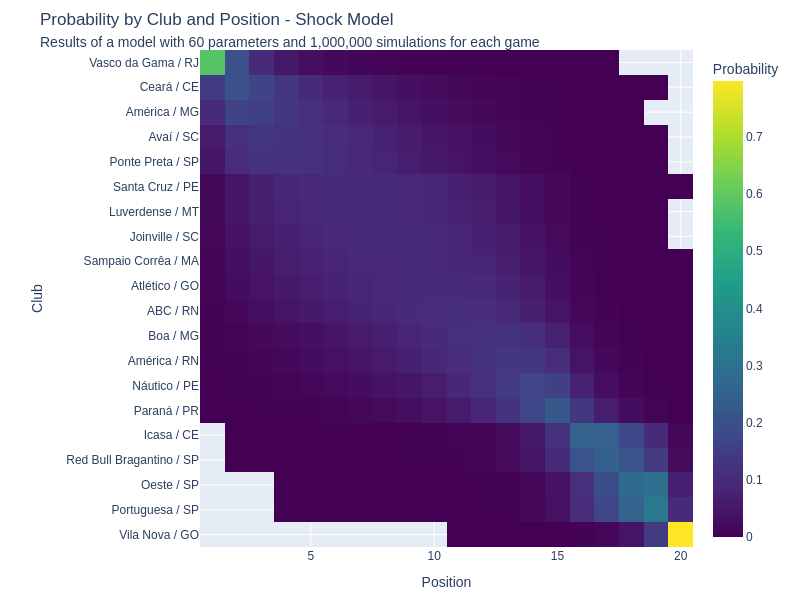 Probability by Club and Position - Shock Model
Results of a model with 60 parameters and 1,000,000 simulations for each game
Vasco da Gama / RJ
Ceará / CE
América / MG
Avaí / SC
Ponte Preta / SP
Santa Cruz / PE
Luverdense / MT
Joinville / SC
Sampaio Corrêa / MA
Atlético / GO
ABC / RN
Boa / MG
América / RN
Náutico / PE
Paraná / PR
Icasa / CE
Red Bull Bragantino / SP
Oeste / SP
Portuguesa / SP
Vila Nova / GO
Club
5
10
15
20
Position
Probability
0.7
0.6
0.5
0.4
0.3
0.2
0.1
0